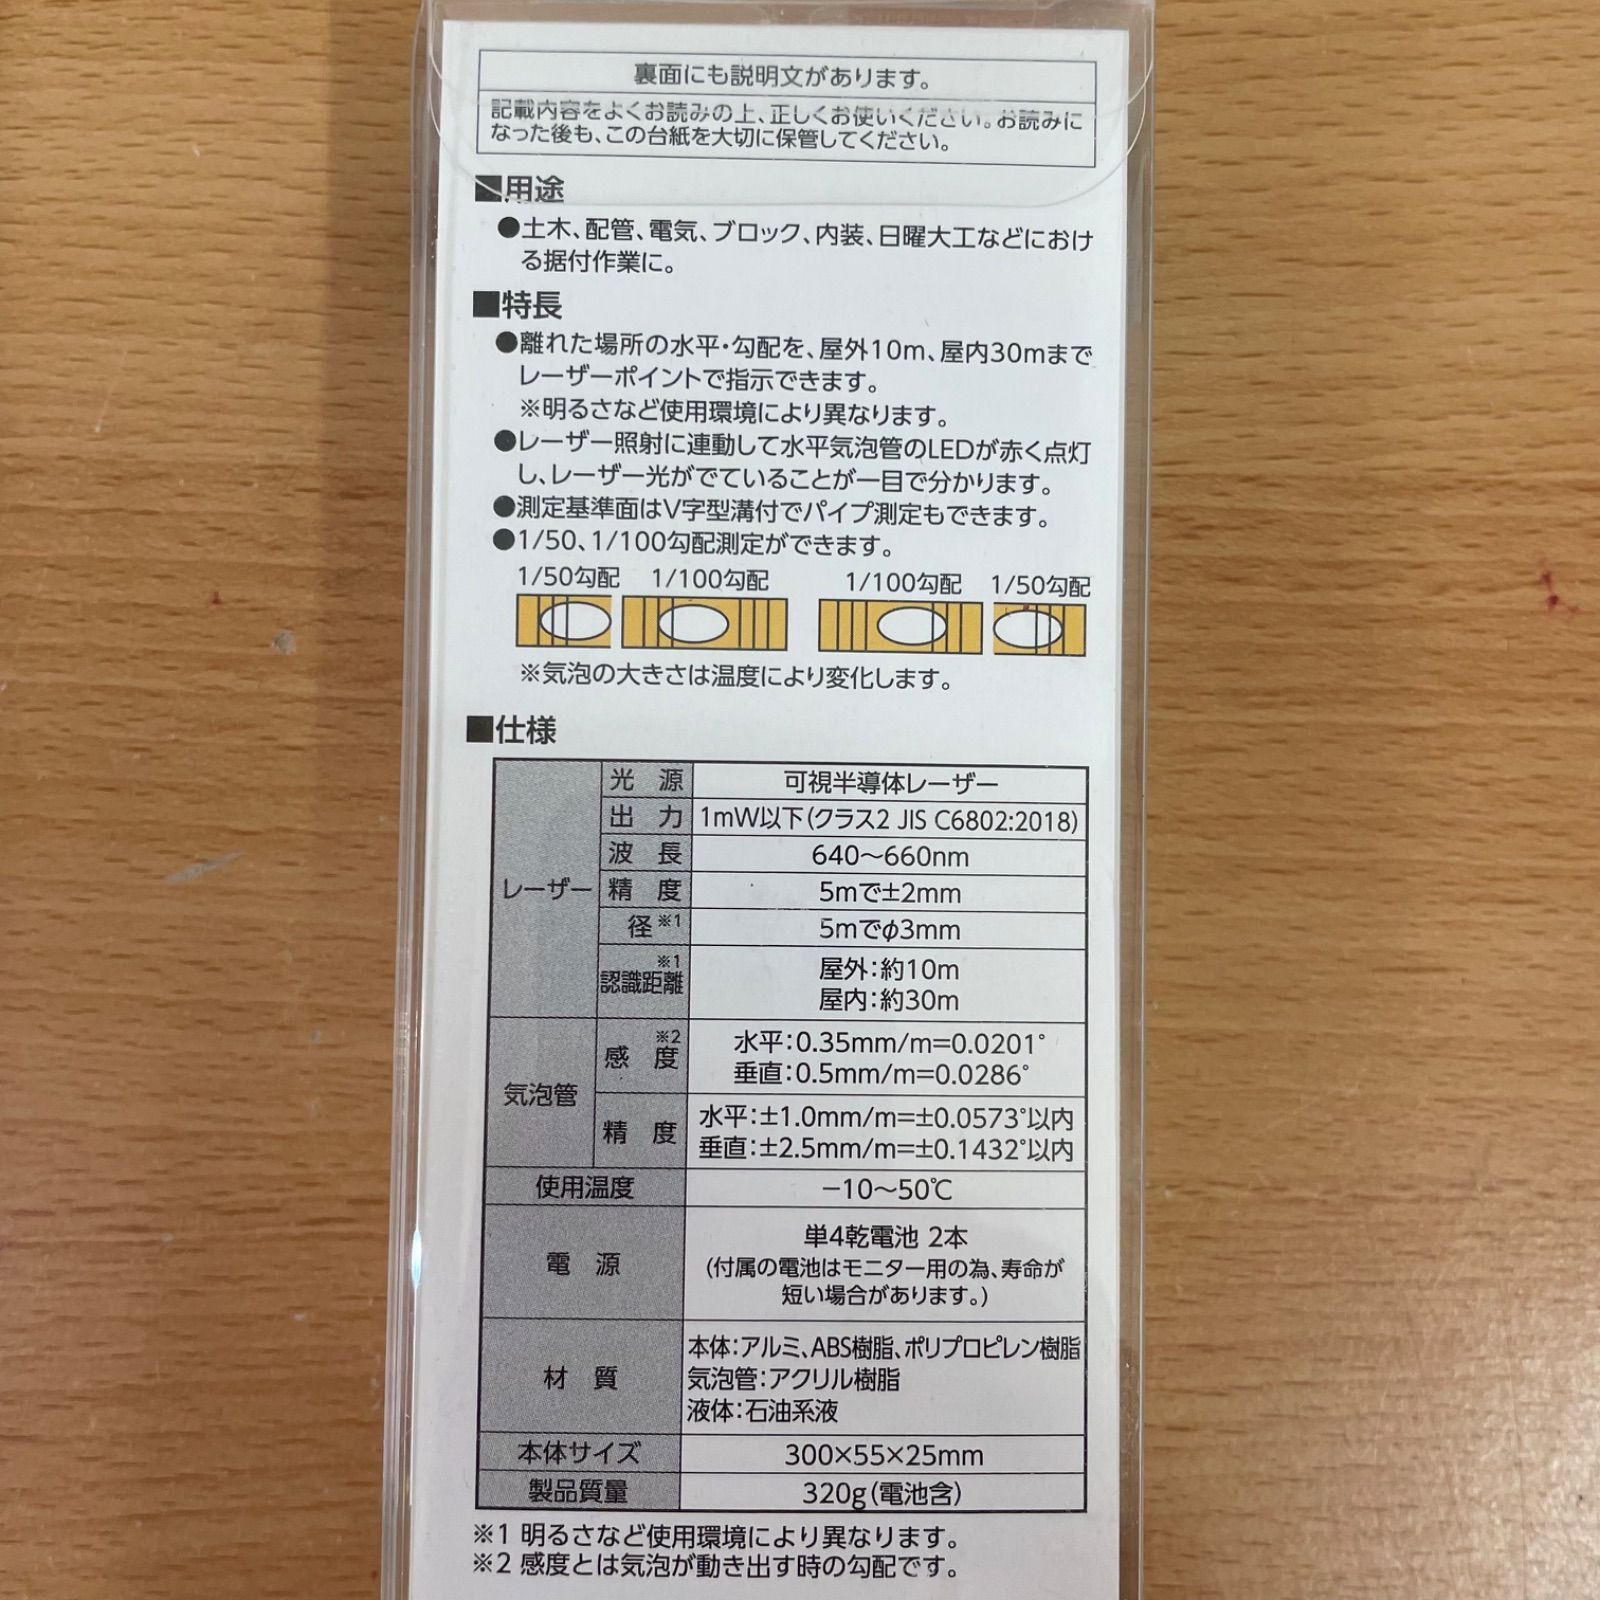 裏面にも説明文があります。
記載内容をよくお読みの上、正しくお使いください。お読みに
なった後も、この台紙を大切に保管してください。
■用途
●土木、配管、電気、ブロック、内装、日曜大工などにおけ
る据付作業に。
■特長
●離れた場所の水平・勾配を、屋外10m、屋内30mまで
レーザーポイントで指示できます。
※明るさなど使用環境により異なります。
●レーザー照射に連動して水平気泡管のLEDが赤く点灯
し、レーザー光がでていることが一目で分かります。
●測定基準面はV字型溝付でパイプ測定もできます。
●1/50、1/100勾配測定ができます。
1/50勾配 1/100勾配 1/100勾配 1/50勾配
※気泡の大きさは温度により変化します。
■仕様
レーザー
光源 可視半導体レーザー
出力 1mW以下(クラス2 JIS C6802:2018)
波長 640〜660nm
精度 5mで±2mm
径※1 5mでφ3mm
認識距離※1 屋外:約10m
屋内:約30m
気泡管
感度※2 水平:0.35mm/m=0.0201°
垂直:0.5mm/m=0.0286°
精度 水平:±1.0mm/m=±0.0573°以内
垂直:±2.5mm/m=±0.1432°以内
使用温度 −10〜50℃
電源 単4乾電池 2本
(付属の電池はモニター用の為、寿命が
短い場合があります。)
材質 本体:アルミ、ABS樹脂、ポリプロピレン樹脂
気泡管:アクリル樹脂
液体:石油系液
本体サイズ 300×55×25mm
製品質量 320g(電池含)
※1 明るさなど使用環境により異なります。
※2 感度とは気泡が動き出す時の勾配です。